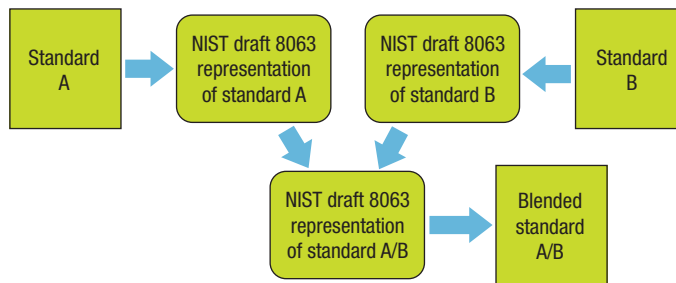 Standard
A
NIST draft 8063
representation
of standard A
NIST draft 8063
representation
of standard B
Standard
B
NIST draft 8063
representation
of standard A/B
Blended
standard
A/B